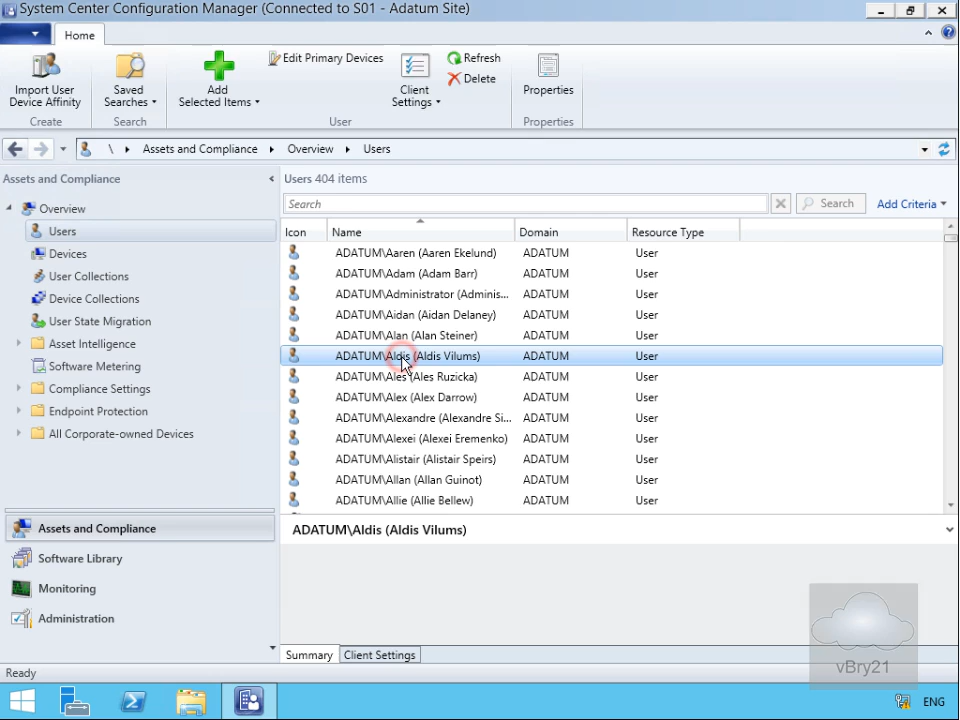 System Center Configuration Manager (Connected to S01 - Adatum Site)
Home
Import User
Device Affinity
Create
Saved
Searches
Search
Add
Selected Items
Edit Primary Devices
Client
Settings
Refresh
Delete
User
Properties
Properties
\ Assets and Compliance Overview Users
Assets and Compliance
Overview
Users
Devices
User Collections
Device Collections
User State Migration
Asset Intelligence
Software Metering
Compliance Settings
Endpoint Protection
All Corporate-owned Devices
Assets and Compliance
Software Library
Monitoring
Administration
Users 404 items
Search
Search
Add Criteria
Icon Name Domain Resource Type
ADATUM\Aaren (Aaren Ekelund) ADATUM User
ADATUM\Adam (Adam Barr) ADATUM User
ADATUM\Administrator (Adminis... ADATUM User
ADATUM\Aidan (Aidan Delaney) ADATUM User
ADATUM\Alan (Alan Steiner) ADATUM User
ADATUM\Aldis (Aldis Vilums) ADATUM User
ADATUM\Ales (Ales Ruzicka) ADATUM User
ADATUM\Alex (Alex Darrow) ADATUM User
ADATUM\Alexandre (Alexandre Si... ADATUM User
ADATUM\Alexei (Alexei Eremenko) ADATUM User
ADATUM\Alistair (Alistair Speirs) ADATUM User
ADATUM\Allan (Allan Guinot) ADATUM User
ADATUM\Allie (Allie Bellew) ADATUM User
ADATUM\Aldis (Aldis Vilums)
vBry21
Summary Client Settings
Ready
ENG